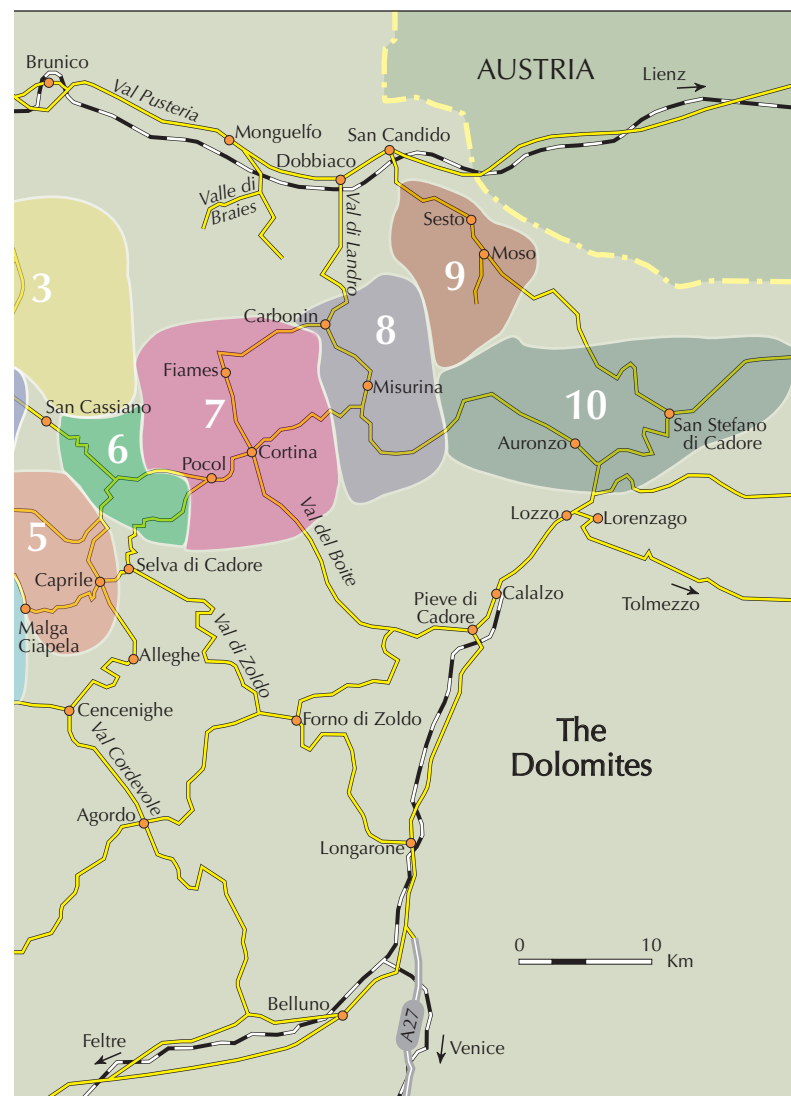 Brunico
AUSTRIA
Lienz
Val Pusteria
Monguelfo
San Candido
Dobbiaco
Valle di
Braies
Val di Landro
Sesto
Moso
3
9
Carbonin
8
Fiames
Misurina
San Cassiano
7
10
San Stefano
di Cadore
6
Auronzo
Cortina
Pocol
5
Val del Boite
Lozzo
Lorenzago
Selva di Cadore
Caprile
Calalzo
Pieve di
Cadore
Tolmezzo
Malga
Ciapela
Val di Zoldo
Alleghe
Cencenighe
Forno di Zoldo
The
Dolomites
Val Cordevole
Agordo
Longarone
0 10
Km
Belluno
A27
Feltre
Venice